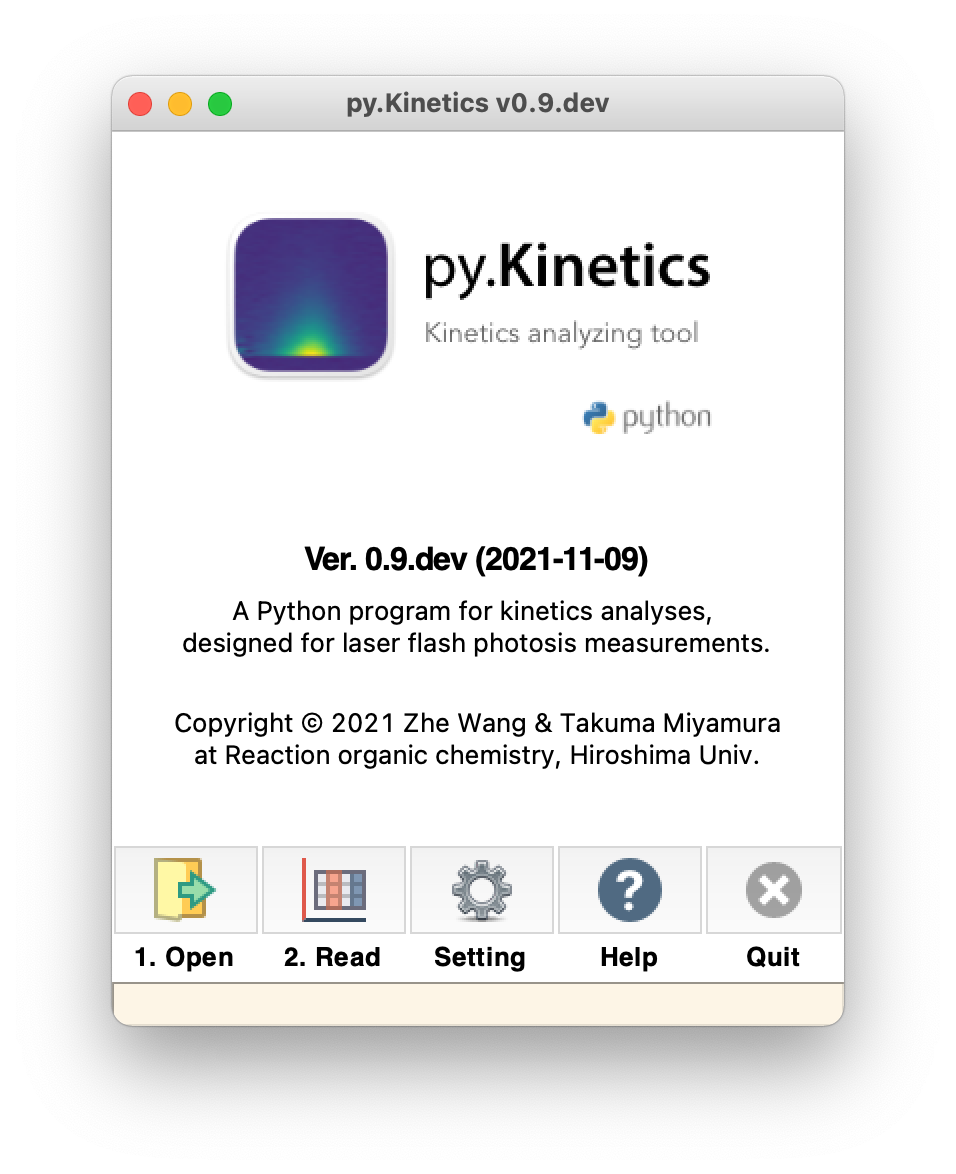 py.Kinetics v0.9.dev
py.Kinetics
Kinetics analyzing tool
python
Ver. 0.9.dev (2021-11-09)
A Python program for kinetics analyses,
designed for laser flash photosis measurements.
Copyright © 2021 Zhe Wang & Takuma Miyamura
at Reaction organic chemistry, Hiroshima Univ.
1. Open 2. Read Setting Help Quit